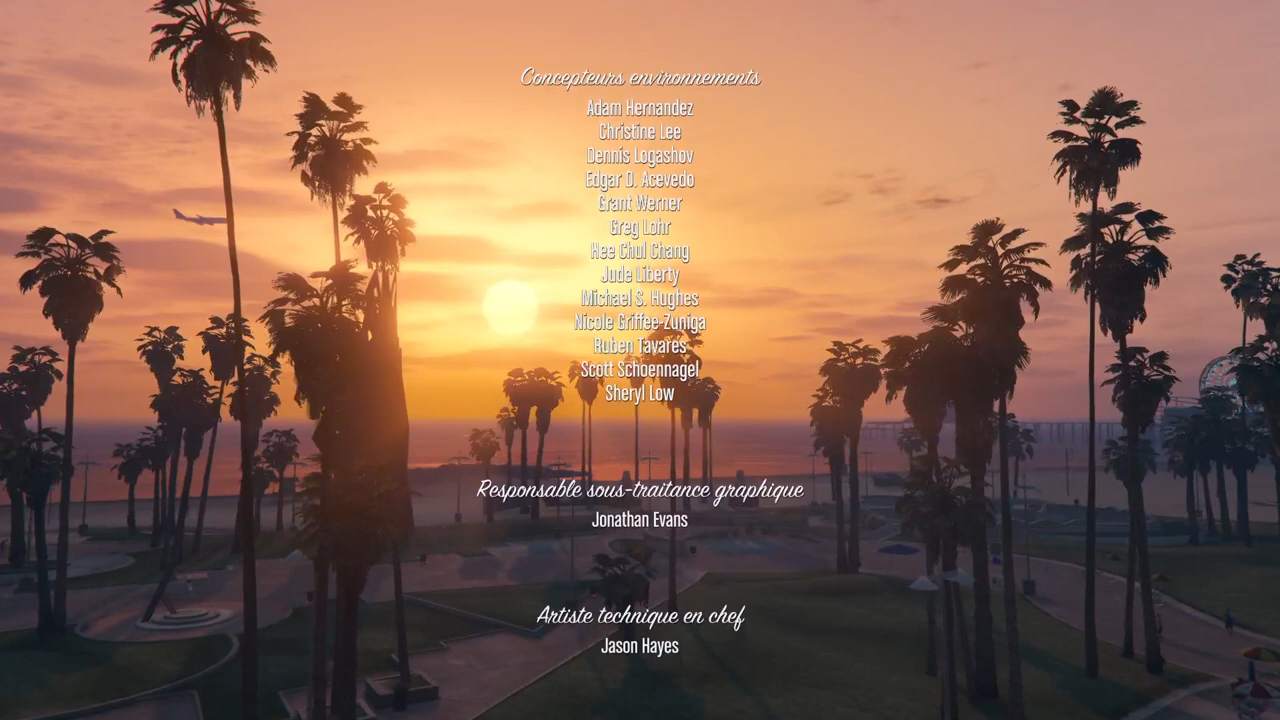 Concepteurs environnements
Adam Hernandez
Christine Lee
Dennis Logashov
Edgar D. Acevedo
Grant Werner
Greg Lohr
Hee Chul Chang
Jude Liberty
Michael S. Hughes
Nicole Griffee-Zuniga
Ruben Tavares
Scott Schoennagel
Sheryl Low
Responsable sous-traitance graphique
Jonathan Evans
Artiste technique en chef
Jason Hayes